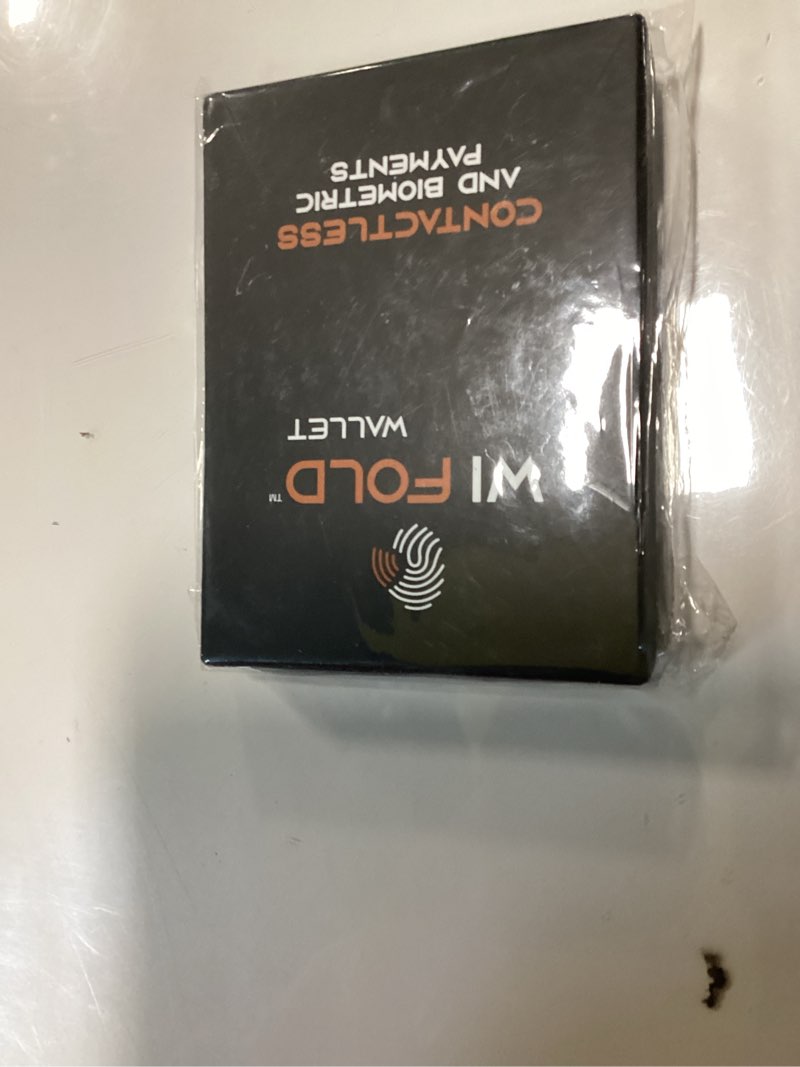 WI FOLD™
WALLET
CONTACTLESS
AND BIOMETRIC
PAYMENTS